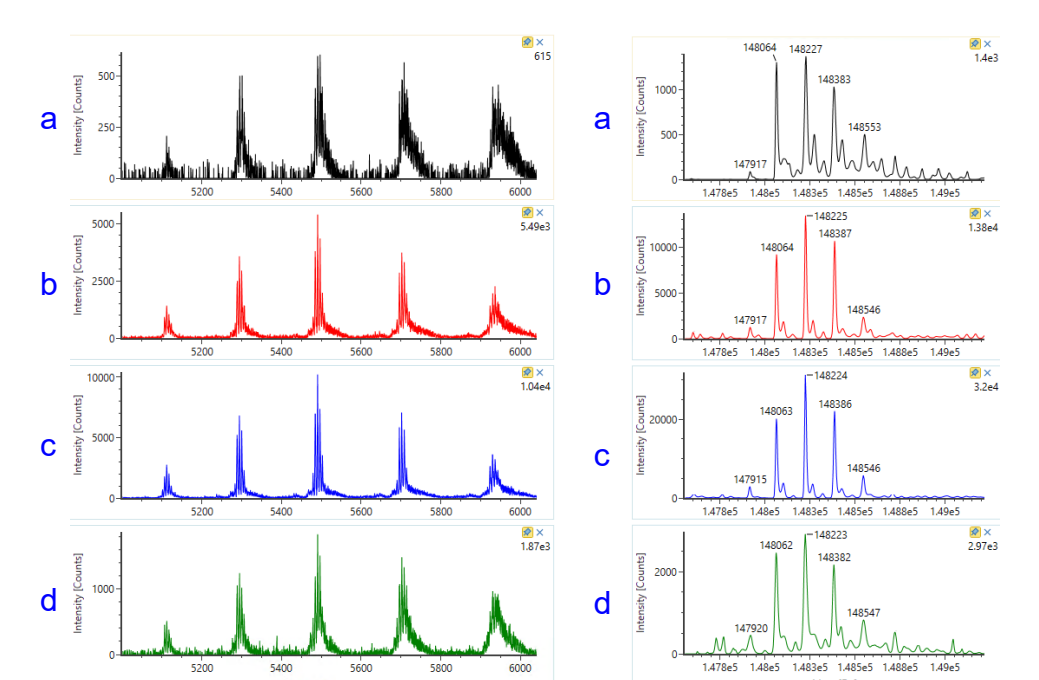 615
a
Intensity [Counts]
500
250
0
5200 5400 5600 5800 6000
1.4e3
a
Intensity [Counts]
148064 148227
148383
148553
147917
1000
500
0
1.478e5 1.48e5 1.483e5 1.485e5 1.488e5 1.49e5
5.49e3
b
Intensity [Counts]
5000
2500
0
5200 5400 5600 5800 6000
1.38e4
b
Intensity [Counts]
148225
148387
148064
148546
147917
10000
5000
0
1.478e5 1.48e5 1.483e5 1.485e5 1.488e5 1.49e5
1.04e4
c
Intensity [Counts]
10000
5000
0
5200 5400 5600 5800 6000
3.2e4
c
Intensity [Counts]
148224
148386
148063
148546
147915
20000
0
1.478e5 1.48e5 1.483e5 1.485e5 1.488e5 1.49e5
1.87e3
d
Intensity [Counts]
1000
0
5200 5400 5600 5800 6000
2.97e3
d
Intensity [Counts]
148223
148062
148382
148547
147920
2000
0
1.478e5 1.48e5 1.483e5 1.485e5 1.488e5 1.49e5